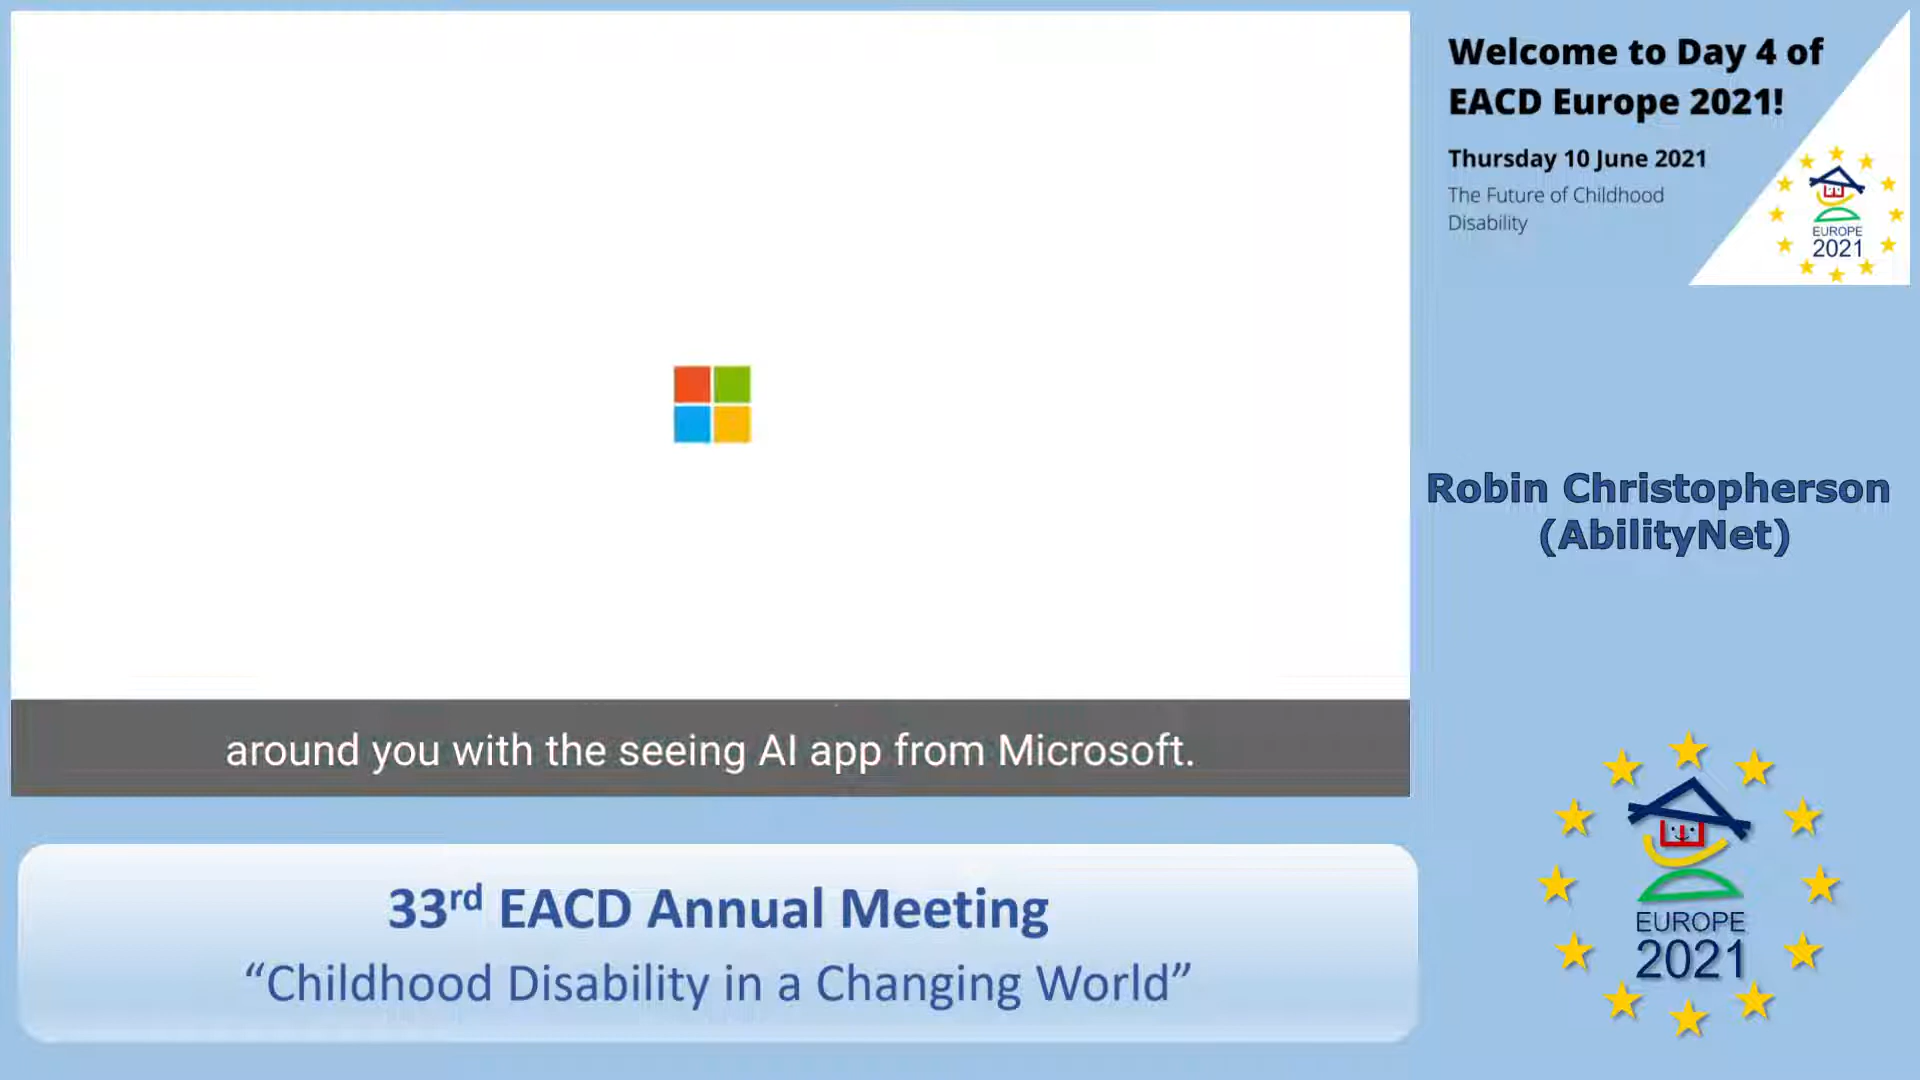 Welcome to Day 4 of
EACD Europe 2021!
Thursday 10 June 2021
The Future of Childhood
Disability
EUROPE
2021
Robin Christopherson
(AbilityNet)
around you with the seeing AI app from Microsoft.
33rd EACD Annual Meeting
“Childhood Disability in a Changing World”
EUROPE
2021